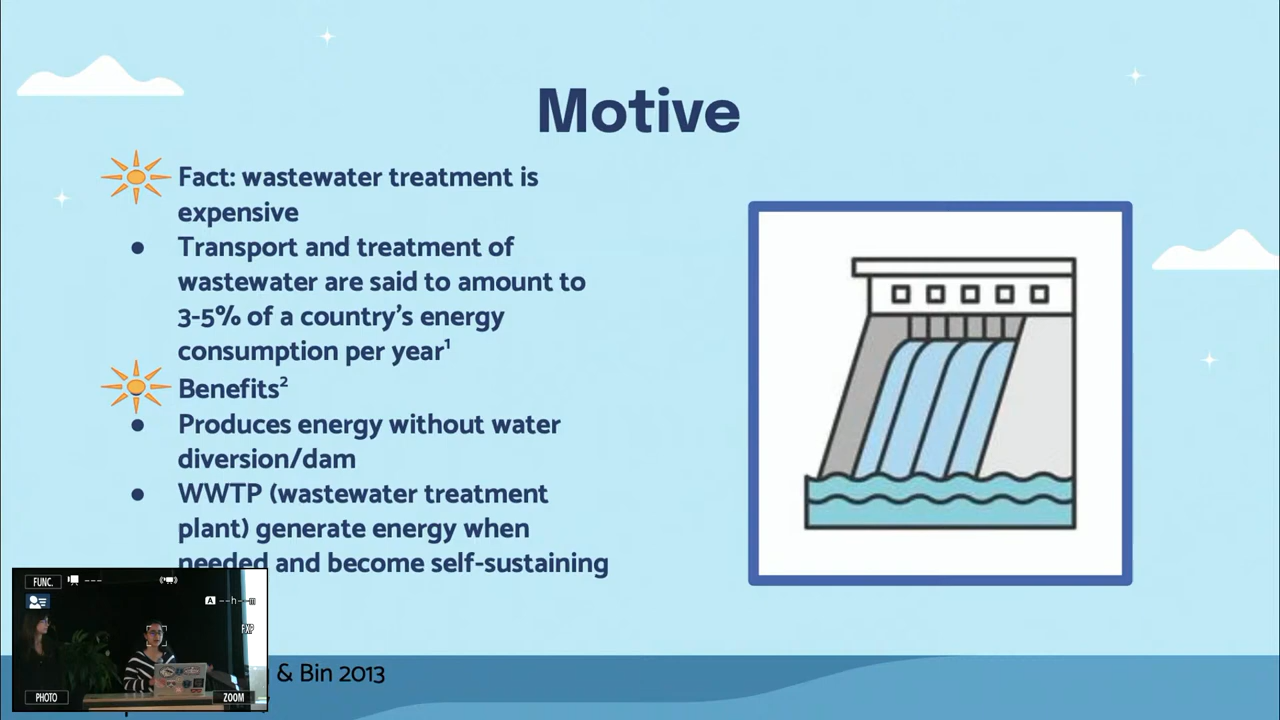 Motive
Fact: wastewater treatment is
expensive
● Transport and treatment of
wastewater are said to amount to
3-5% of a country's energy
consumption per year¹
Benefits²
● Produces energy without water
diversion/dam
● WWTP (wastewater treatment
plant) generate energy when
needed and become self-sustaining
& Bin 2013
FUNC.
A --h--m
EXP
PHOTO
ZOOM